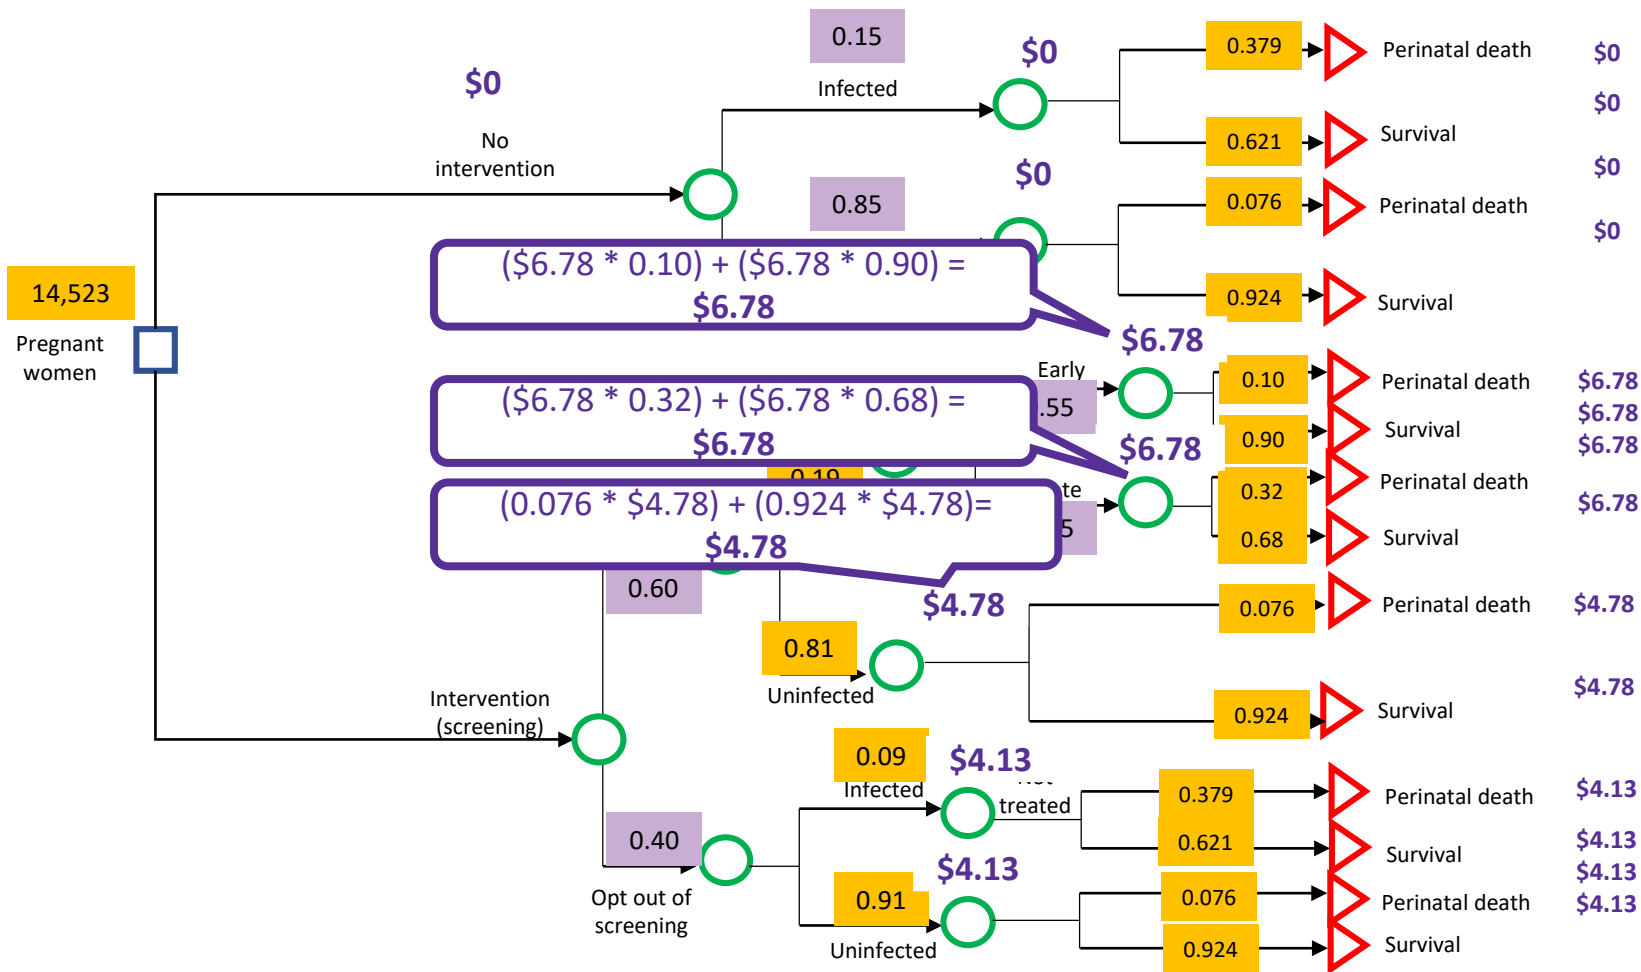 0.15
$0
0.379
Perinatal death
$0
$0
Infected
$0
No
intervention
0.621
Survival
$0
$0
0.85
0.076
Perinatal death
$0
($6.78 * 0.10) + ($6.78 * 0.90) =
$6.78
14,523
Pregnant
women
0.924
Survival
$6.78
Early
.55
0.10
Perinatal death
$6.78
($6.78 * 0.32) + ($6.78 * 0.68) =
$6.78
$6.78
0.90
Survival
$6.78
$6.78
0.19
0.32
Perinatal death
$6.78
(0.076 * $4.78) + (0.924 * $4.78)=
$4.78
te
5
0.68
Survival
0.60
$4.78
0.076
Perinatal death
$4.78
0.81
Uninfected
$4.78
Intervention
(screening)
0.924
Survival
0.09
Infected
$4.13
Not
treated
0.379
Perinatal death
$4.13
0.40
0.621
Survival
$4.13
$4.13
Opt out of
screening
0.91
Uninfected
$4.13
0.076
Perinatal death
$4.13
0.924
Survival